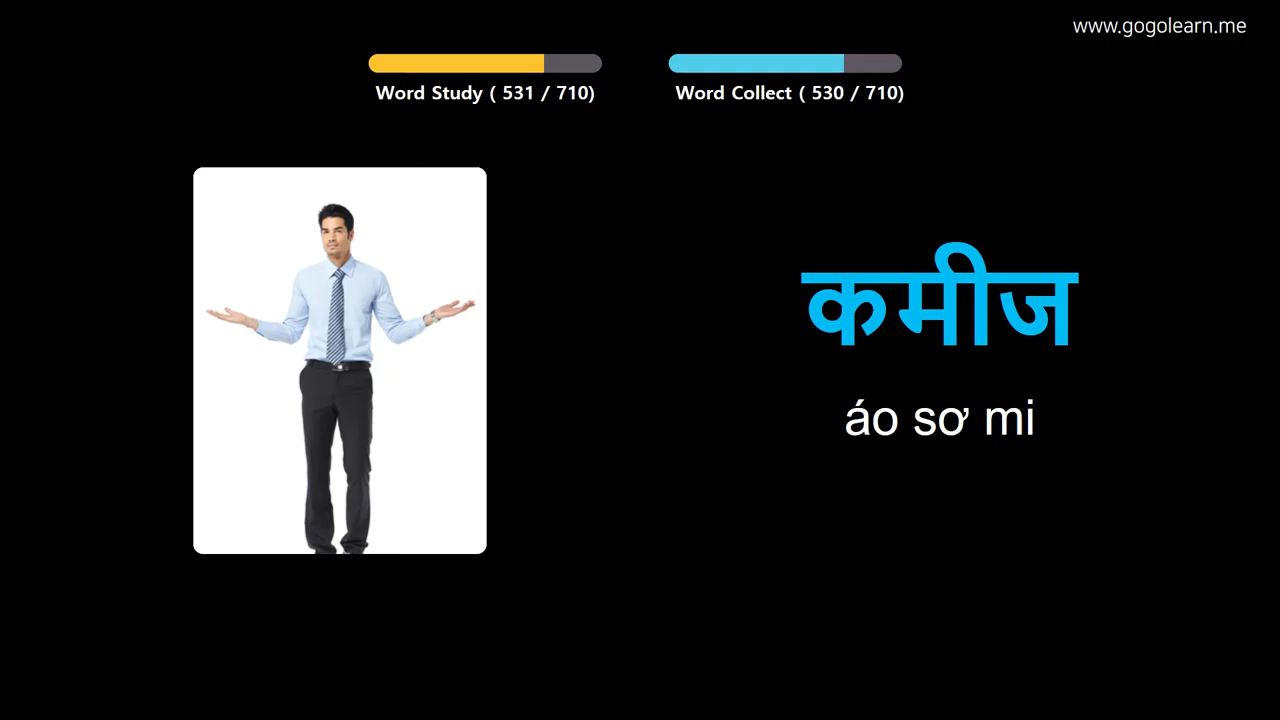 www.gogolearn.me
Word Study ( 531 / 710)
Word Collect ( 530 / 710)
कमीज
áo sơ mi